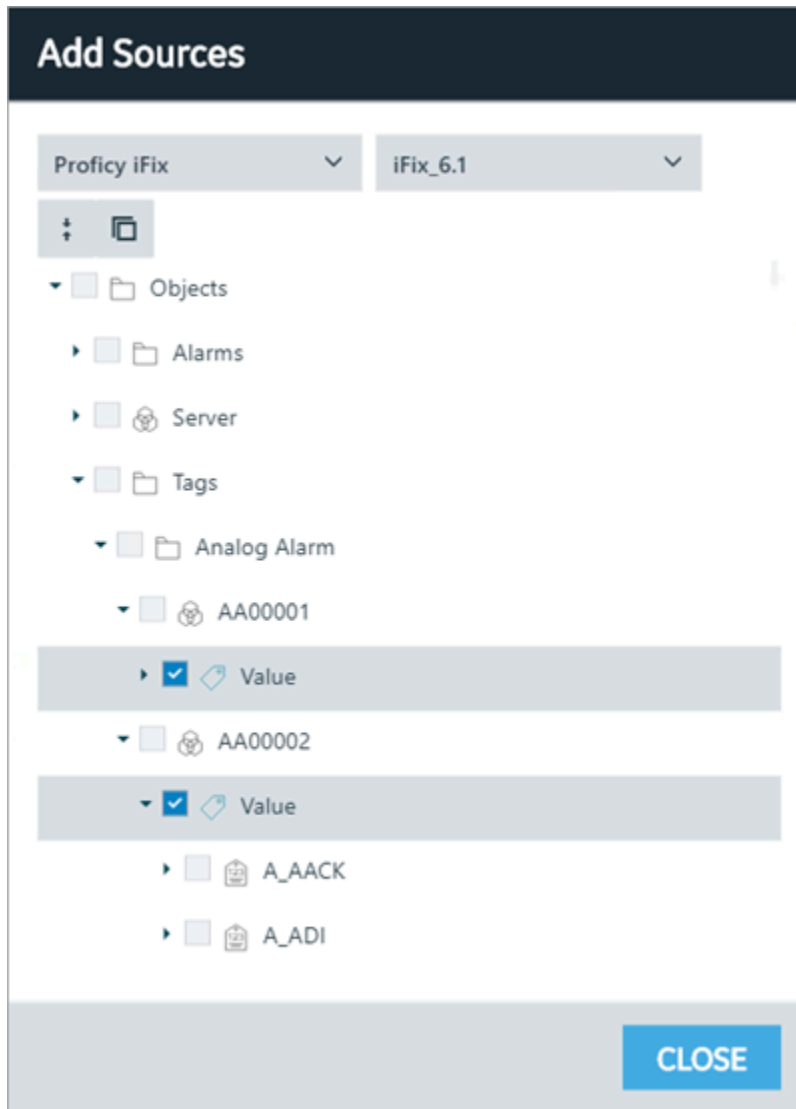 Add Sources
Proficy iFix iFix_6.1
Objects
Alarms
Server
Tags
Analog Alarm
AA00001
Value
AA00002
Value
A_AACK
A_ADI
CLOSE